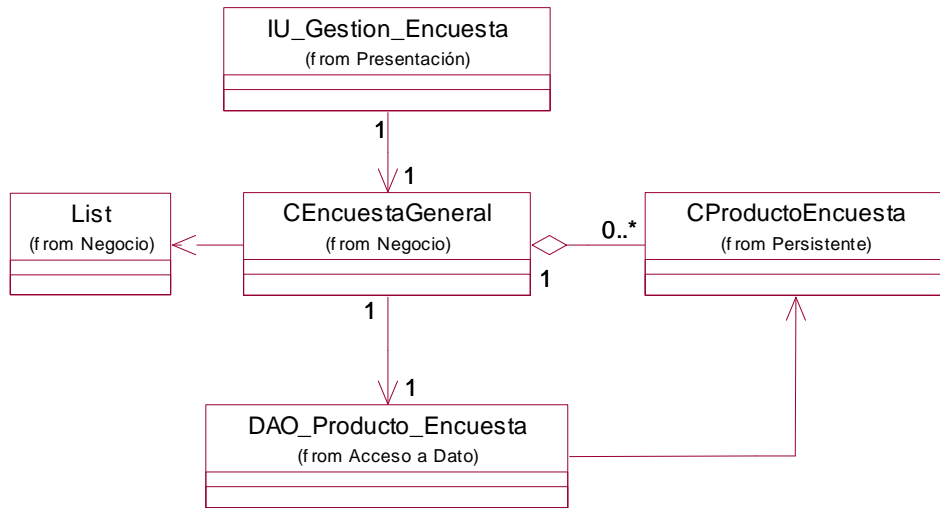 IU_Gestion_Encuesta
(from Presentación)
1
1
List
(from Negocio)
CEncuestaGeneral
(from Negocio)
0..*
1
CProductoEncuesta
(from Persistente)
1
1
DAO_Producto_Encuesta
(from Acceso a Dato)